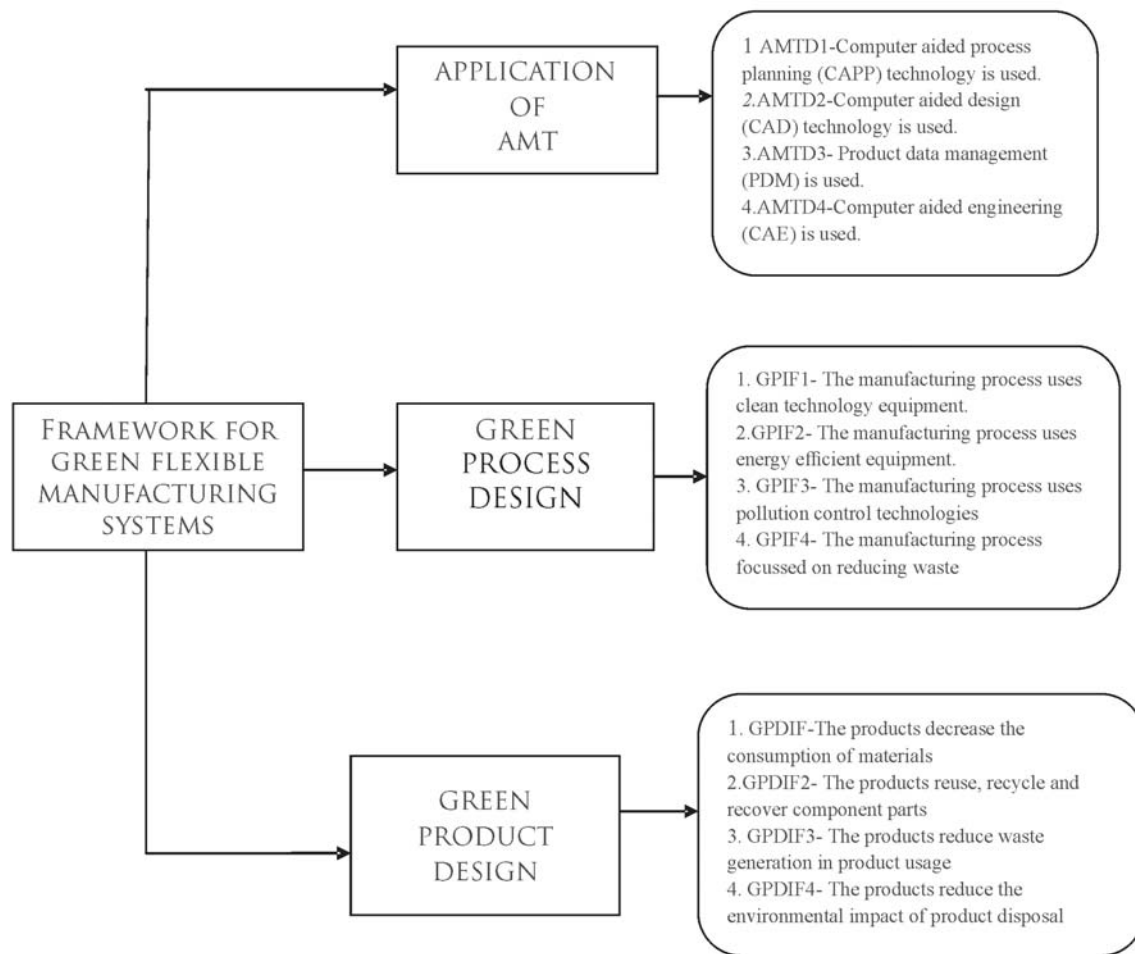 APPLICATION
OF
AMT
1 AMTD1-Computer aided process
planning (CAPP) technology is used.
2.AMTD2-Computer aided design
(CAD) technology is used.
3.AMTD3- Product data management
(PDM) is used.
4.AMTD4-Computer aided engineering
(CAE) is used.
FRAMEWORK FOR
GREEN FLEXIBLE
MANUFACTURING
SYSTEMS
GREEN
PROCESS
DESIGN
1. GPIF1- The manufacturing process uses
clean technology equipment.
2.GPIF2- The manufacturing process uses
energy efficient equipment.
3. GPIF3- The manufacturing process uses
pollution control technologies
4. GPIF4- The manufacturing process
focussed on reducing waste
GREEN
PRODUCT
DESIGN
1. GPDIF-The products decrease the
consumption of materials
2.GPDIF2- The products reuse, recycle and
recover component parts
3. GPDIF3- The products reduce waste
generation in product usage
4. GPDIF4- The products reduce the
environmental impact of product disposal